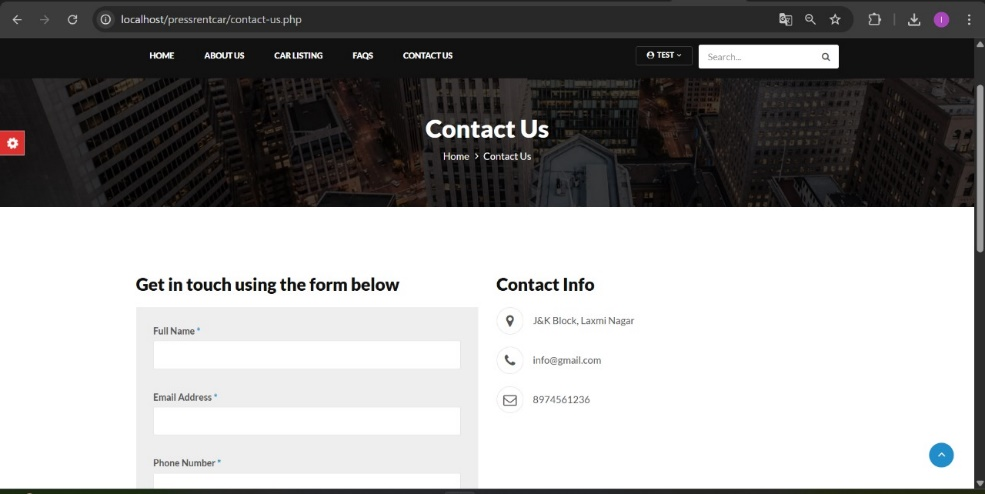 localhost/pressrentcar/contact-us.php
HOME ABOUT US CAR LISTING FAQS CONTACT US TEST Search...
Contact Us
Home > Contact Us
Get in touch using the form below
Full Name *
Email Address *
Phone Number *
Contact Info
J&K Block, Laxmi Nagar
info@gmail.com
8974561236